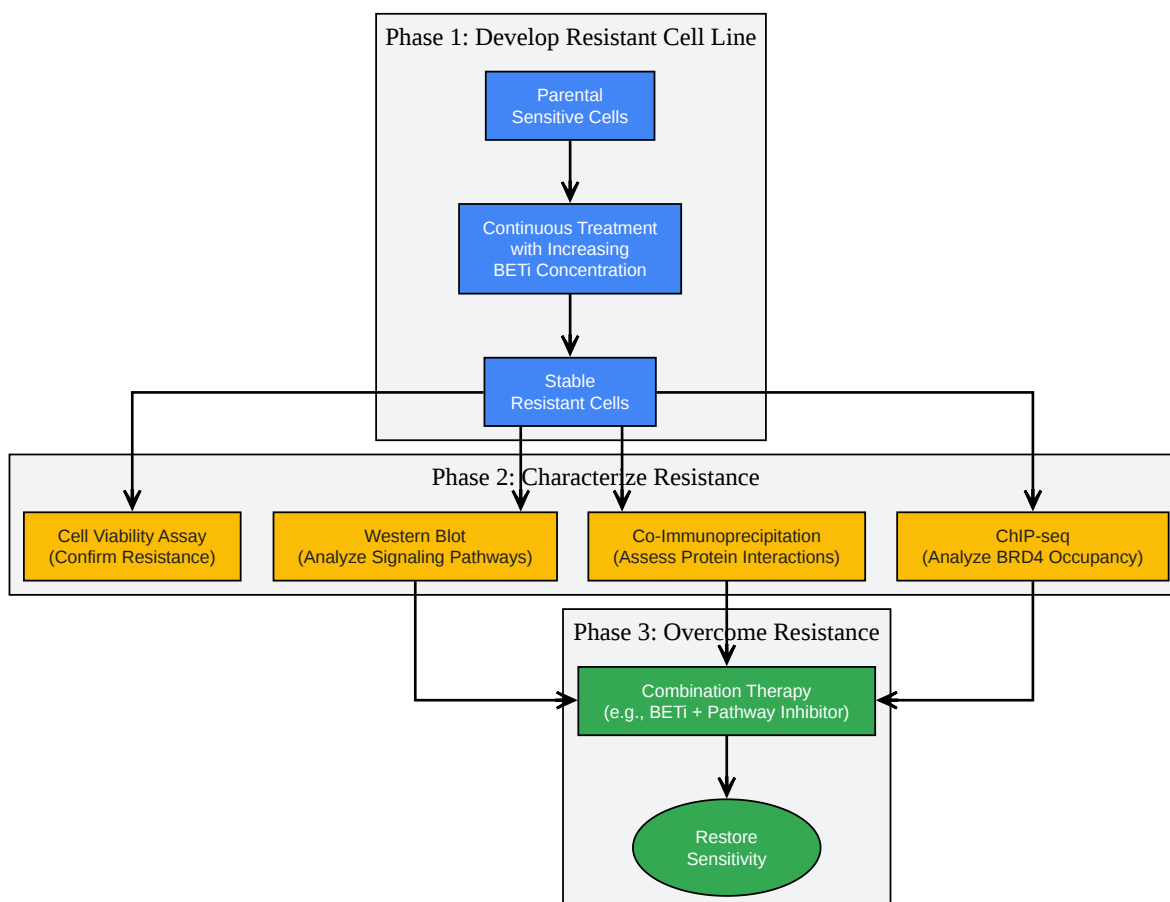 Phase 1: Develop Resistant Cell Line
Parental
Sensitive Cells
Continuous Treatment
with Increasing
BETi Concentration
Stable
Resistant Cells
Phase 2: Characterize Resistance
Cell Viability Assay
(Confirm Resistance)
Western Blot
(Analyze Signaling Pathways)
Co-Immunoprecipitation
(Assess Protein Interactions)
ChIP-seq
(Analyze BRD4 Occupancy)
Phase 3: Overcome Resistance
Combination Therapy
(e.g., BETi + Pathway Inhibitor)
Restore
Sensitivity